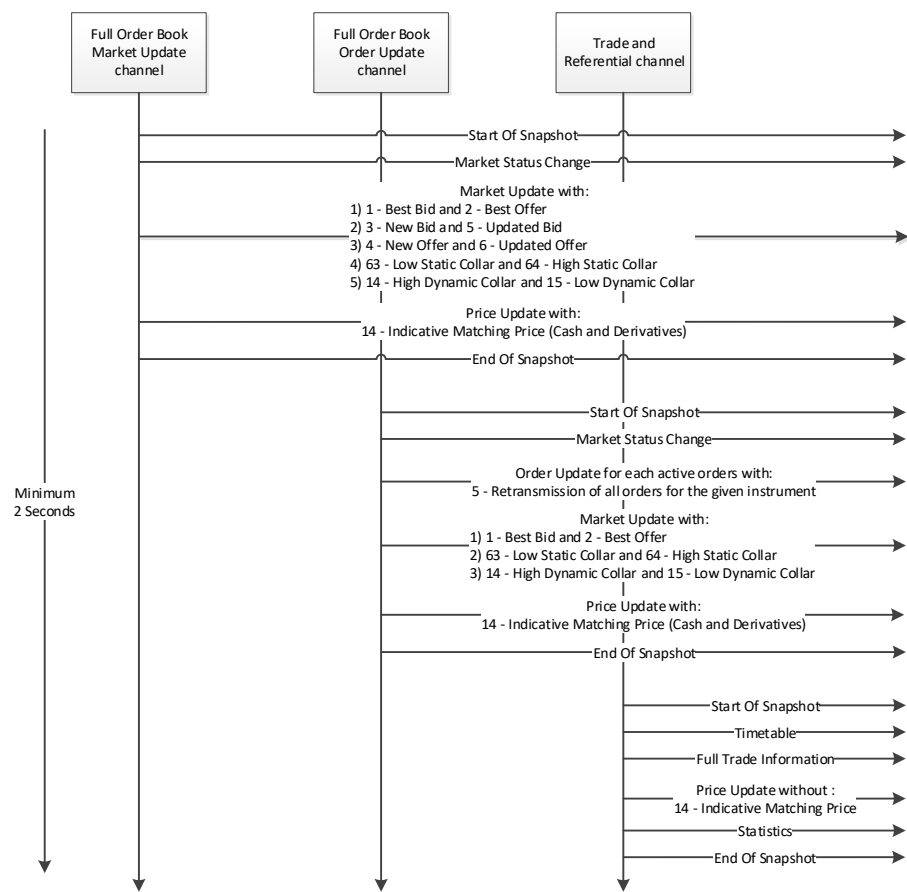 Full Order Book
Market Update
channel
Full Order Book
Order Update
channel
Trade and
Referential channel
Start Of Snapshot
Market Status Change
Market Update with:
1) 1 - Best Bid and 2 - Best Offer
2) 3 - New Bid and 5 - Updated Bid
3) 4 - New Offer and 6 - Updated Offer
4) 63 - Low Static Collar and 64 - High Static Collar
5) 14 - High Dynamic Collar and 15 - Low Dynamic Collar
Price Update with:
14 - Indicative Matching Price (Cash and Derivatives)
End Of Snapshot
Start Of Snapshot
Market Status Change
Minimum
2 Seconds
Order Update for each active orders with:
5 - Retransmission of all orders for the given instrument
Market Update with:
1) 1 - Best Bid and 2 - Best Offer
2) 63 - Low Static Collar and 64 - High Static Collar
3) 14 - High Dynamic Collar and 15 - Low Dynamic Collar
Price Update with:
14 - Indicative Matching Price (Cash and Derivatives)
End Of Snapshot
Start Of Snapshot
Timetable
Full Trade Information
Price Update without :
14 - Indicative Matching Price
Statistics
End Of Snapshot